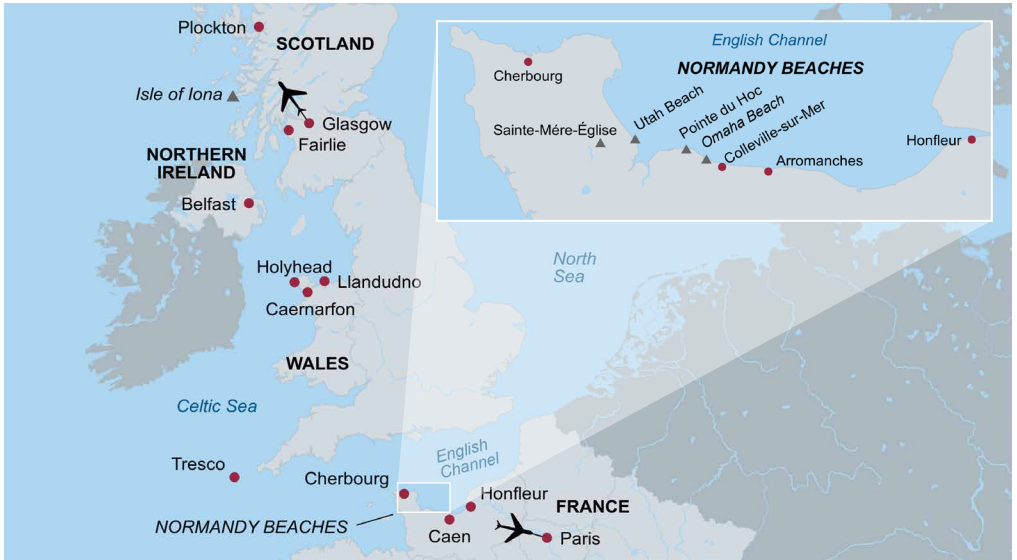 Plockton
SCOTLAND
Isle of Iona
Glasgow
Fairlie
NORTHERN
IRELAND
Belfast
Holyhead
Llandudno
Caernarfon
WALES
Celtic Sea
Tresco
Cherbourg
English
Channel
Honfleur
FRANCE
NORMANDY BEACHES
Caen
Paris
North
Sea
English Channel
NORMANDY BEACHES
Cherbourg
Sainte-Mére-Église
Utah Beach
Pointe du Hoc
Omaha Beach
Colleville-sur-Mer
Arromanches
Honfleur